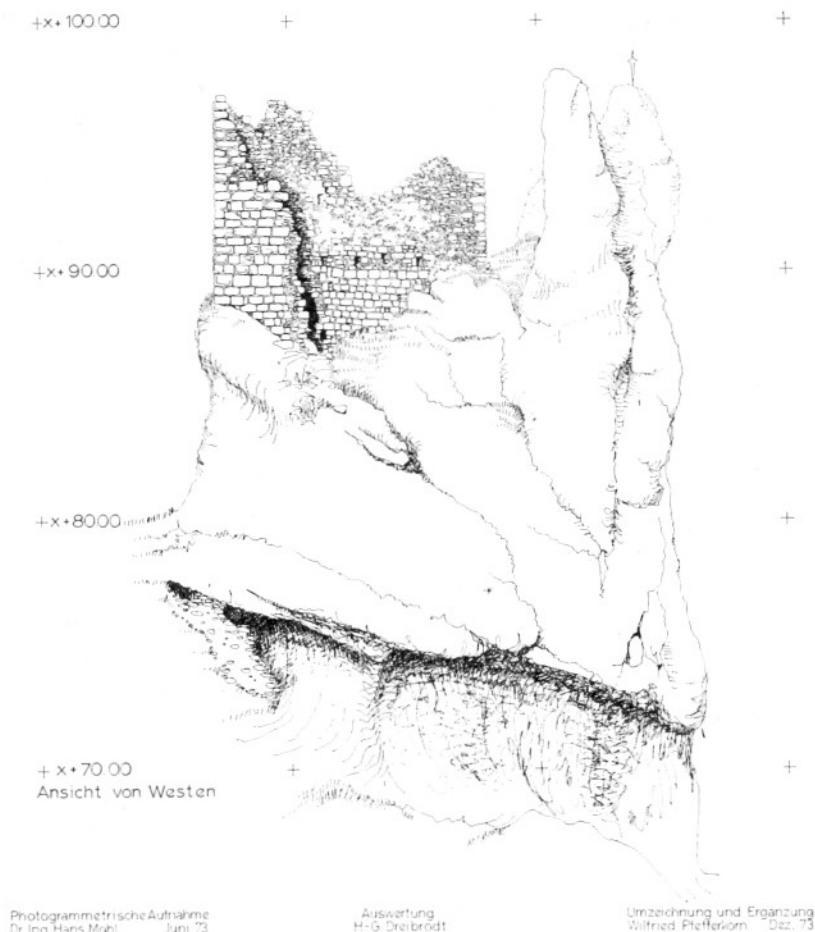 +x+100.00
+x+90.00
+x+80.00
+x+70.00
Ansicht von Westen
Photogrammetrische Aufnahme
Dr. Ing. Hans Mohl Juni 73
Auswertung
H-G Dreibrodt
Umzeichnung und Ergänzung
Wilfried Pfefferkorn Dez. 73